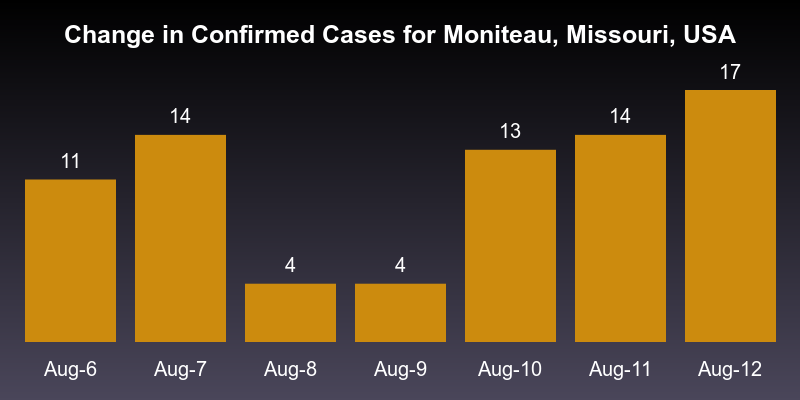 Change in Confirmed Cases for Moniteau, Missouri, USA
17
14
14
13
11
4
4
Aug-6
Aug-7
Aug-8
Aug-9
Aug-10
Aug-11
Aug-12